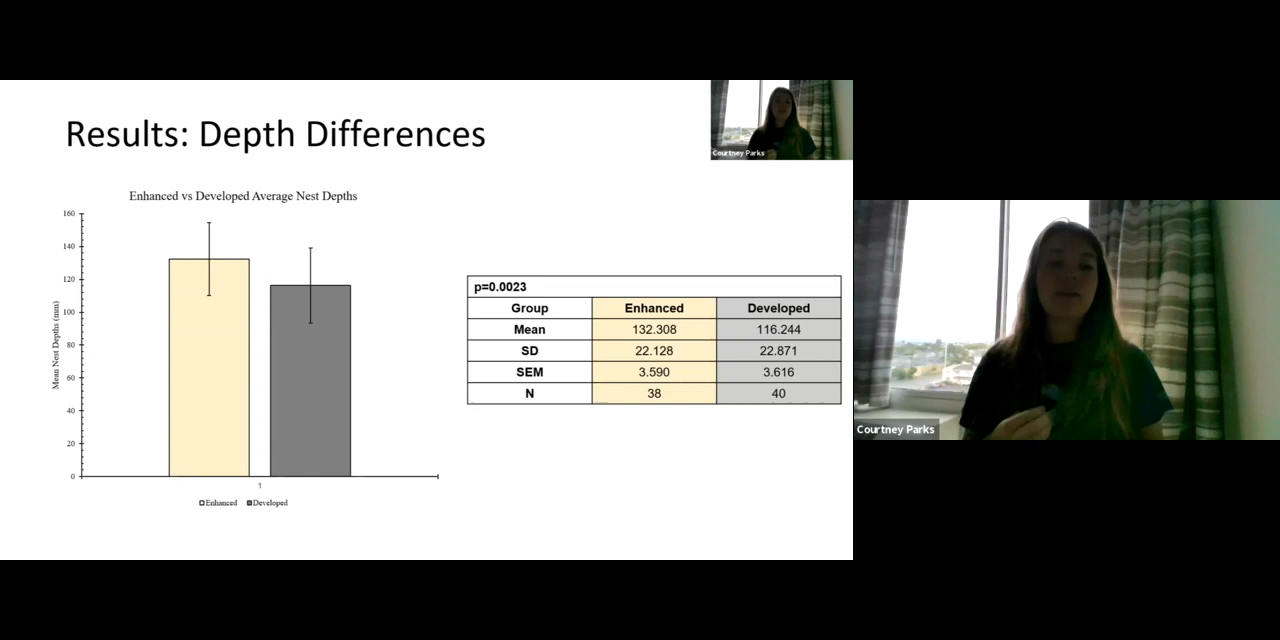 Results: Depth Differences
Courtney Parks
Enhanced vs Developed Average Nest Depths
Mean Nest Depths (mm)
160
140
120
100
80
60
40
20
0
1
Enhanced Developed
p=0.0023
Group Enhanced Developed
Mean 132.308 116.244
SD 22.128 22.871
SEM 3.590 3.616
N 38 40
Courtney Parks